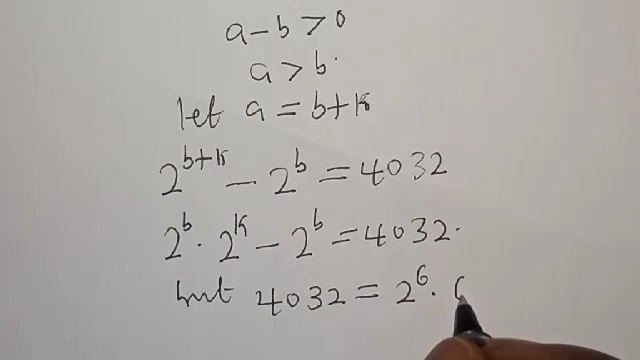 a - b > 0
a > b.
let a = b + k
2^{b+k} - 2^b = 4032
2^b · 2^k - 2^b = 4032.
but 4032 = 2^6 ·